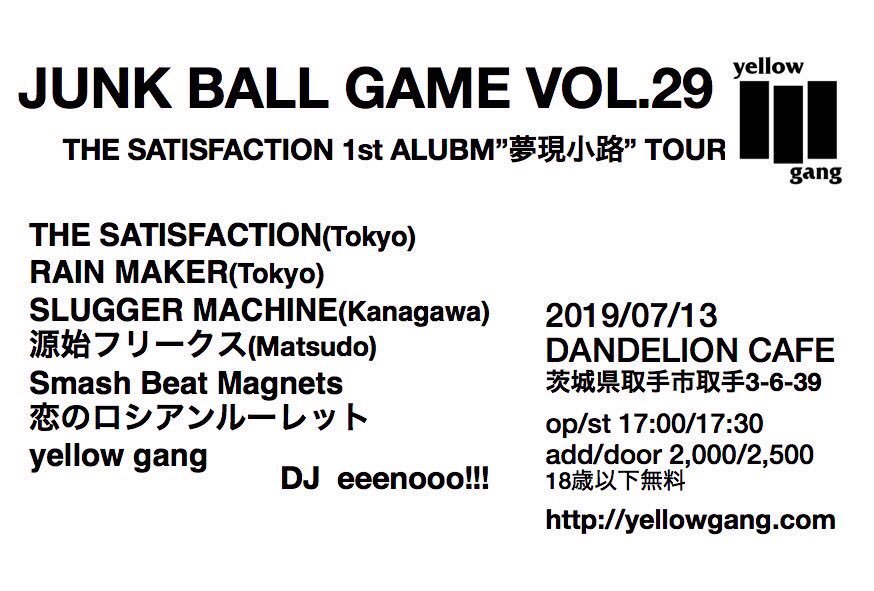 JUNK BALL GAME VOL.29
yellow
gang
THE SATISFACTION 1st ALUBM”夢現小路” TOUR
THE SATISFACTION(Tokyo)
RAIN MAKER(Tokyo)
SLUGGER MACHINE(Kanagawa)
源始フリークス(Matsudo)
Smash Beat Magnets
恋のロシアンルーレット
yellow gang
DJ eeenooo!!!
2019/07/13
DANDELION CAFE
茨城県取手市取手3-6-39
op/st 17:00/17:30
add/door 2,000/2,500
18歳以下無料
http://yellowgang.com